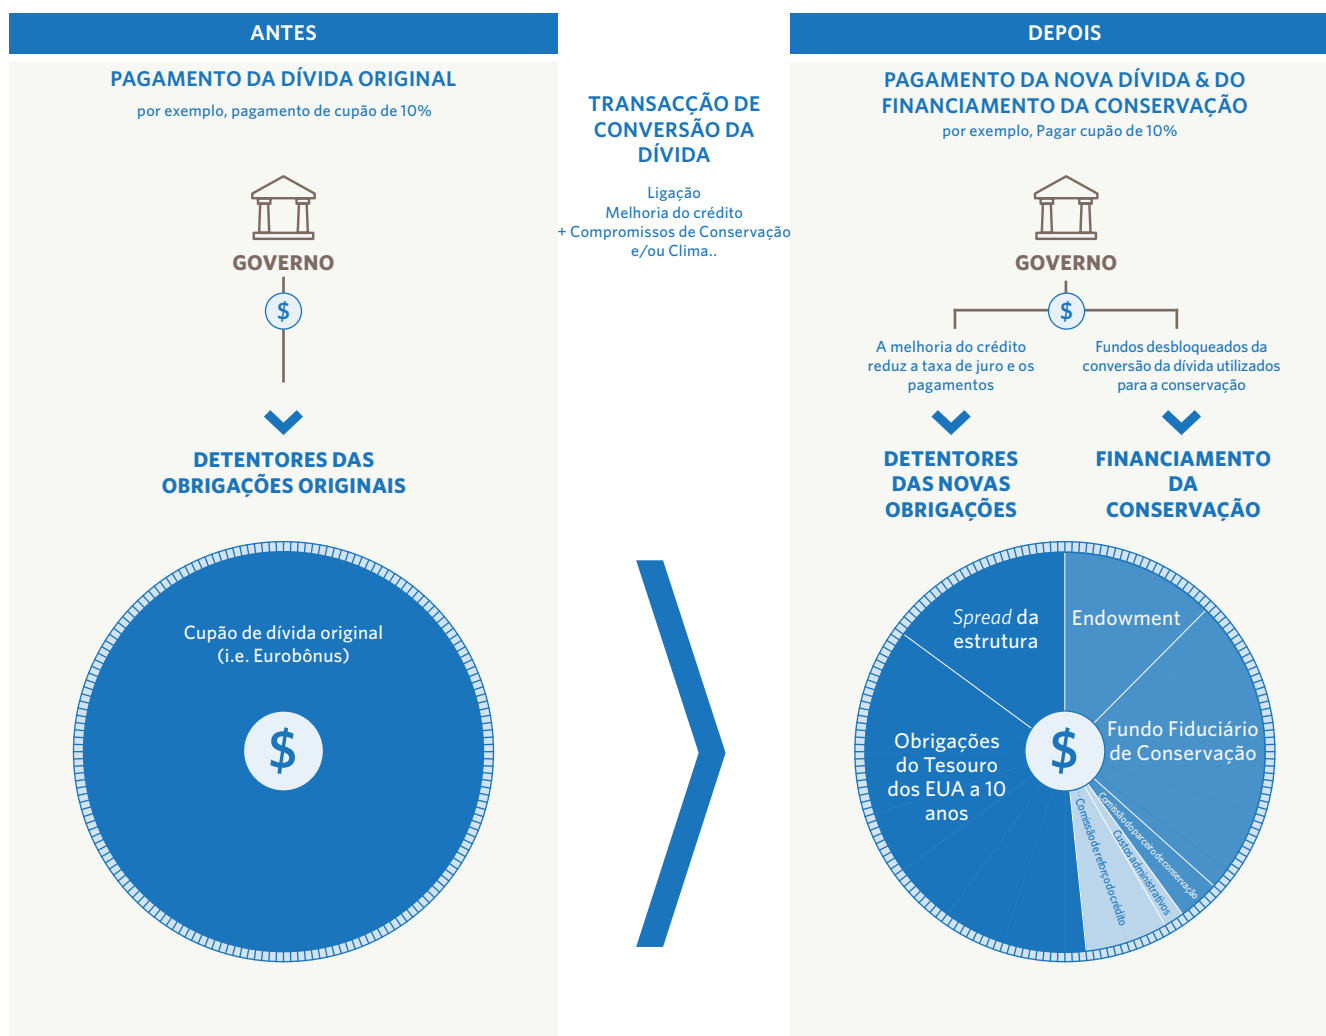 ANTES
PAGAMENTO DA DÍVIDA ORIGINAL
por exemplo, pagamento de cupão de 10%
GOVERNO
$
DETENTORES DAS
OBRIGAÇÕES ORIGINAIS
Cupão de dívida original
(i.e. Eurobônus)
$
TRANSACÇÃO DE
CONVERSÃO DA
DÍVIDA
Ligação
Melhoria do crédito
+ Compromissos de Conservação
e/ou Clima..
DEPOIS
PAGAMENTO DA NOVA DÍVIDA & DO
FINANCIAMENTO DA CONSERVAÇÃO
por exemplo, Pagar cupão de 10%
GOVERNO
$
A melhoria do crédito
reduz a taxa de juro e os
pagamentos
Fundos desbloqueados da
conversão da dívida utilizados
para a conservação
DETENTORES
DAS NOVAS
OBRIGAÇÕES
FINANCIAMENTO
DA
CONSERVAÇÃO
Spread da
estrutura
Endowment
Fundo Fiduciário
de Conservação
Obrigações
do Tesouro
dos EUA a 10
anos
$
Comissão do parceiro de conservação
Custos administrativos
Comissão de reforço do crédito